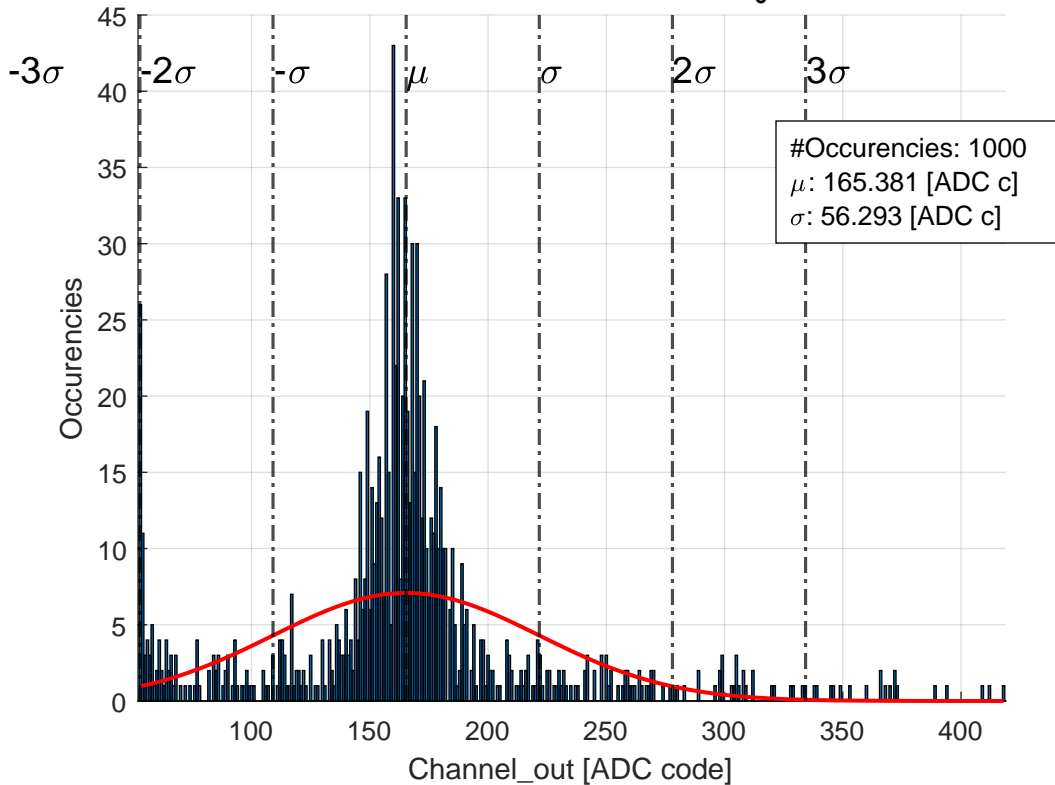 45
-3σ -2σ -σ μ σ 2σ 3σ
40
#Occurencies: 1000
μ: 165.381 [ADC c]
σ: 56.293 [ADC c]
35
30
25
20
15
10
5
0
Occurencies
100 150 200 250 300 350 400
Channel_out [ADC code]